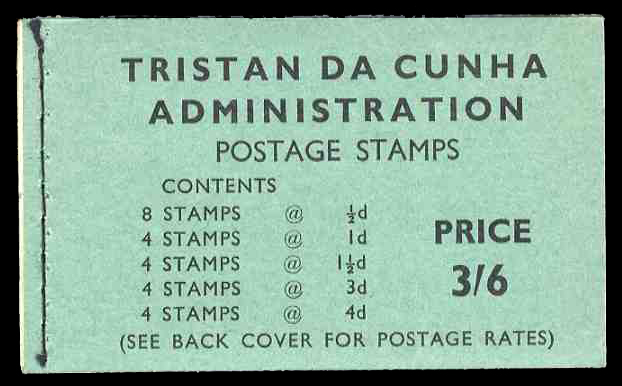 TRISTAN DA CUNHA
ADMINISTRATION
POSTAGE STAMPS
CONTENTS
8 STAMPS @ ½d
4 STAMPS @ 1d
4 STAMPS @ 1½d
4 STAMPS @ 3d
4 STAMPS @ 4d
PRICE
3/6
(SEE BACK COVER FOR POSTAGE RATES)